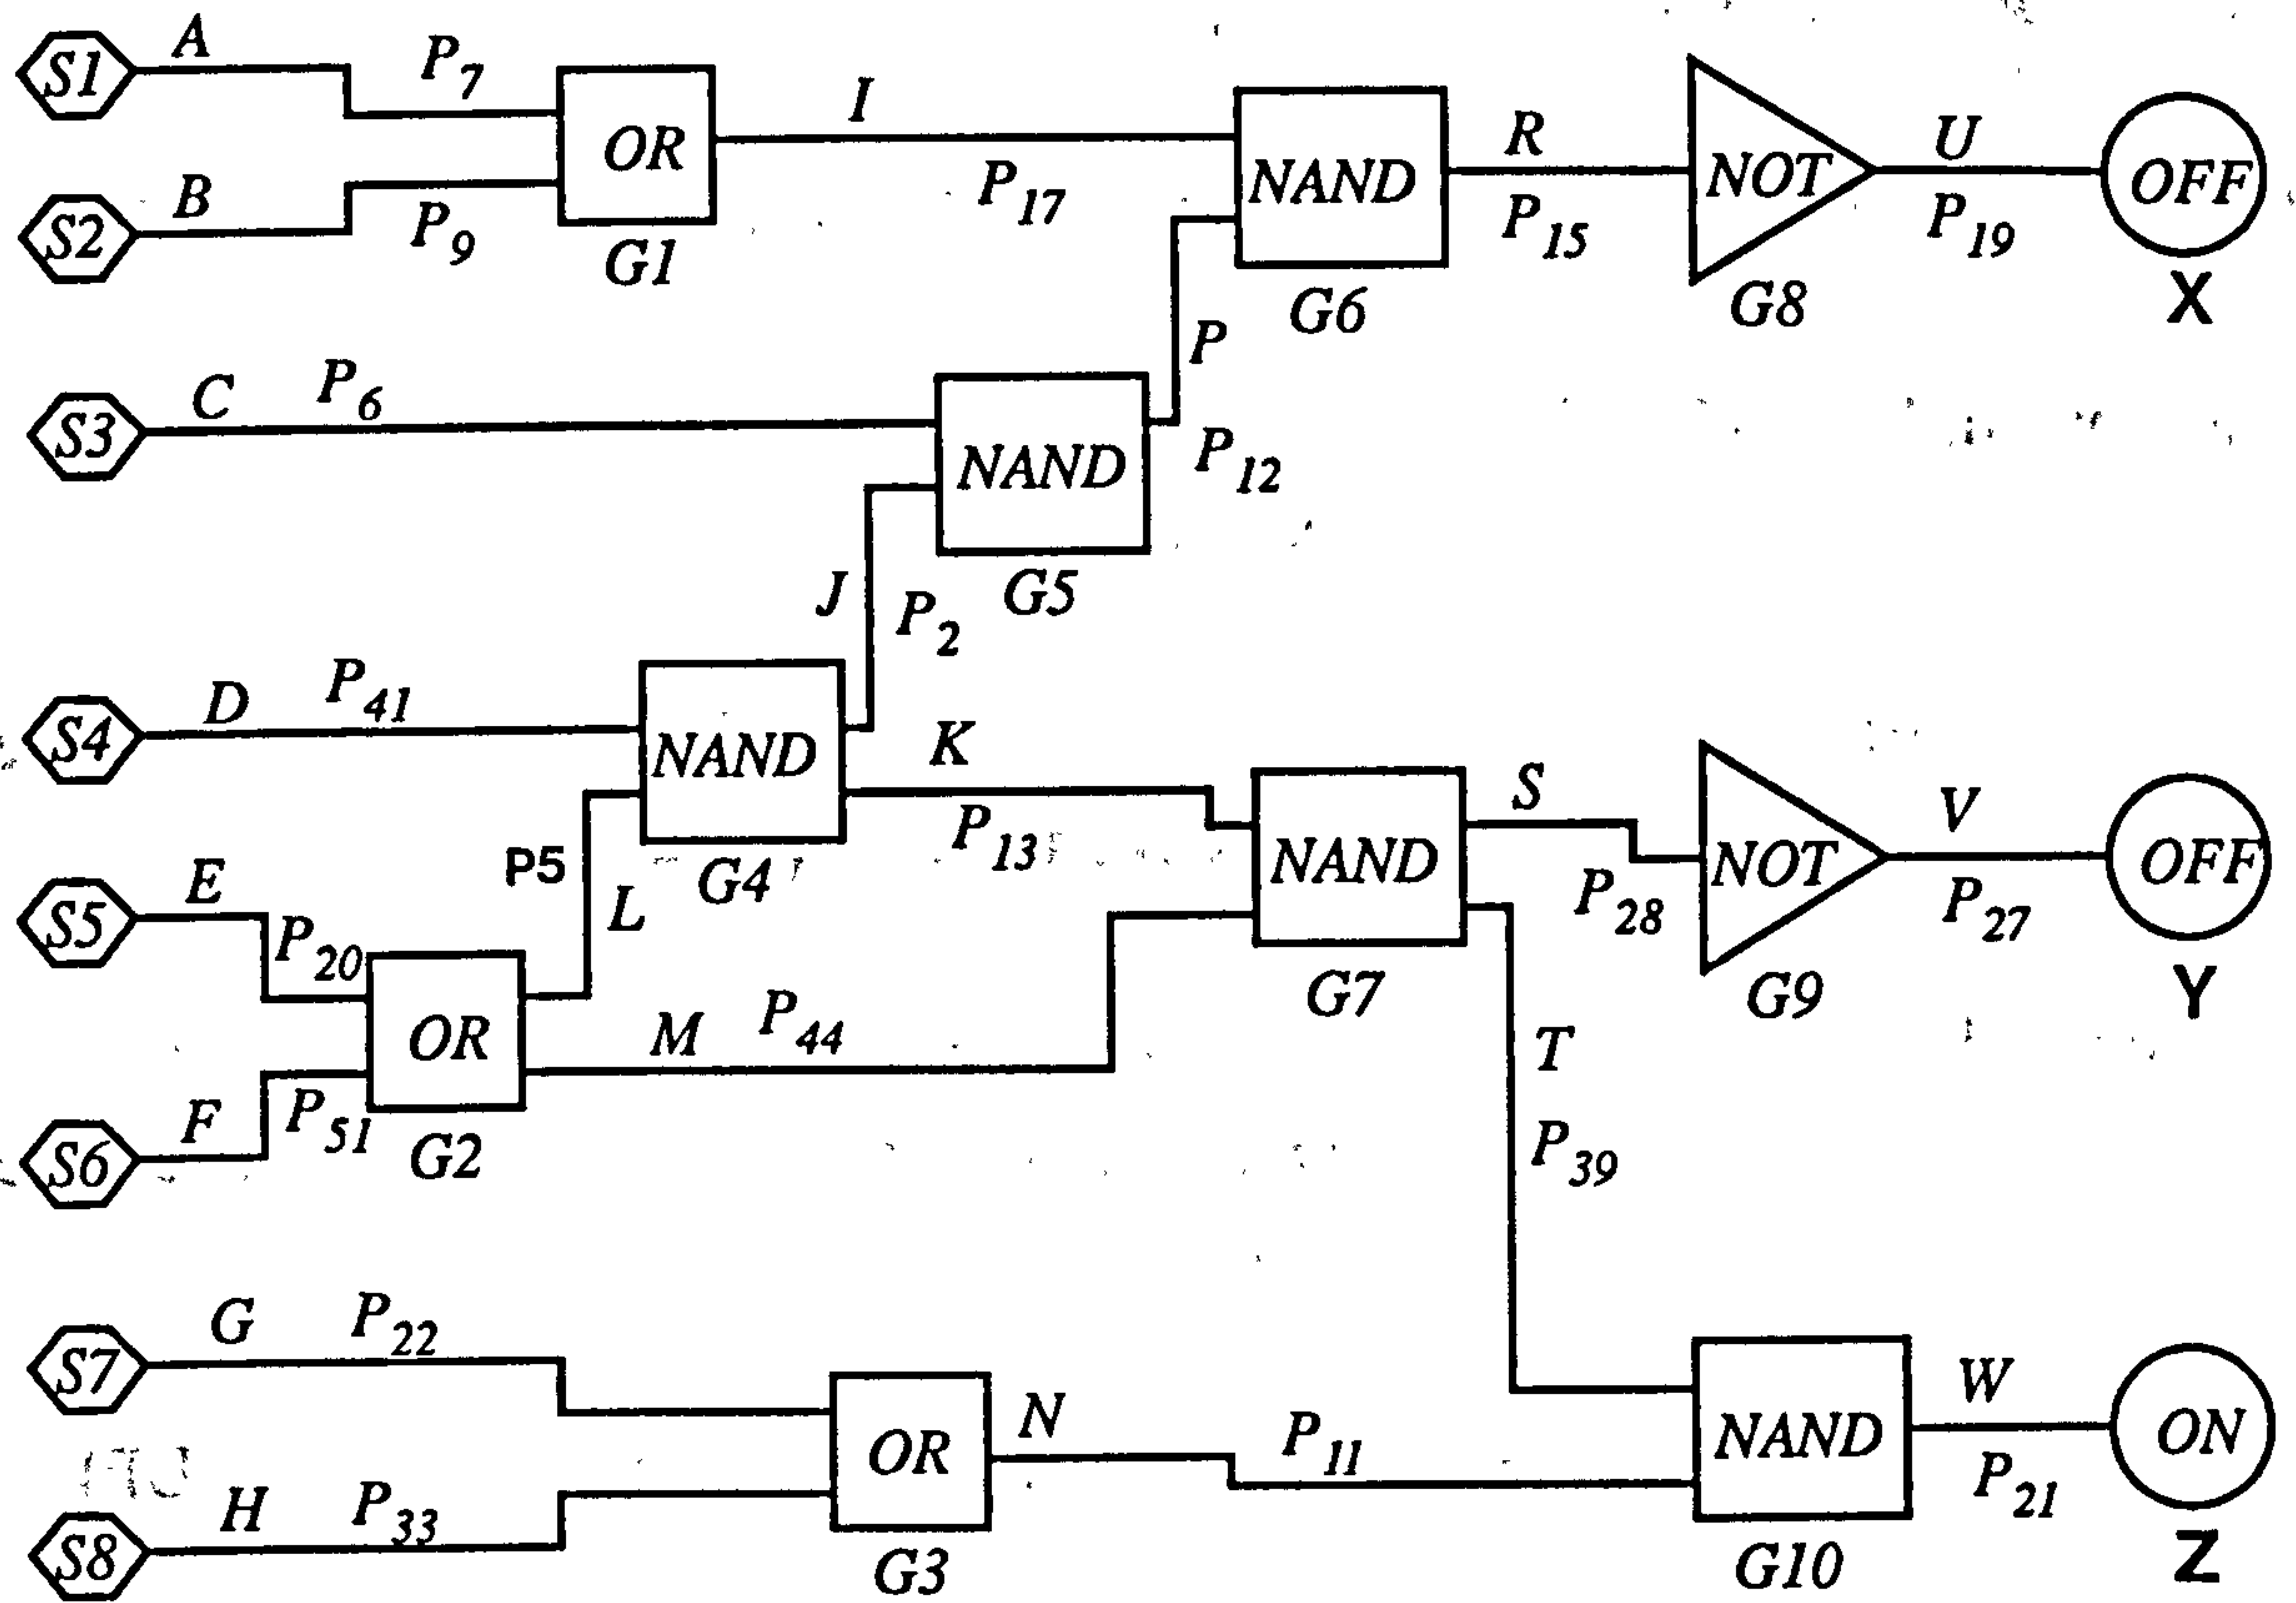 S1 A P7 OR G1 I P17 NAND G6 R P15 NOT G8 U P19 OFF X
S2 B P9
S3 C P6 NAND G5 P P12
J P2
S4 D P41 NAND G4 K P13 NAND G7 S P28 NOT G9 V P27 OFF Y
P5 L
S5 E P20 OR G2 M P44 T P39
S6 F P51
S7 G P22 OR G3 N P11 NAND G10 W P21 ON Z
S8 H P33